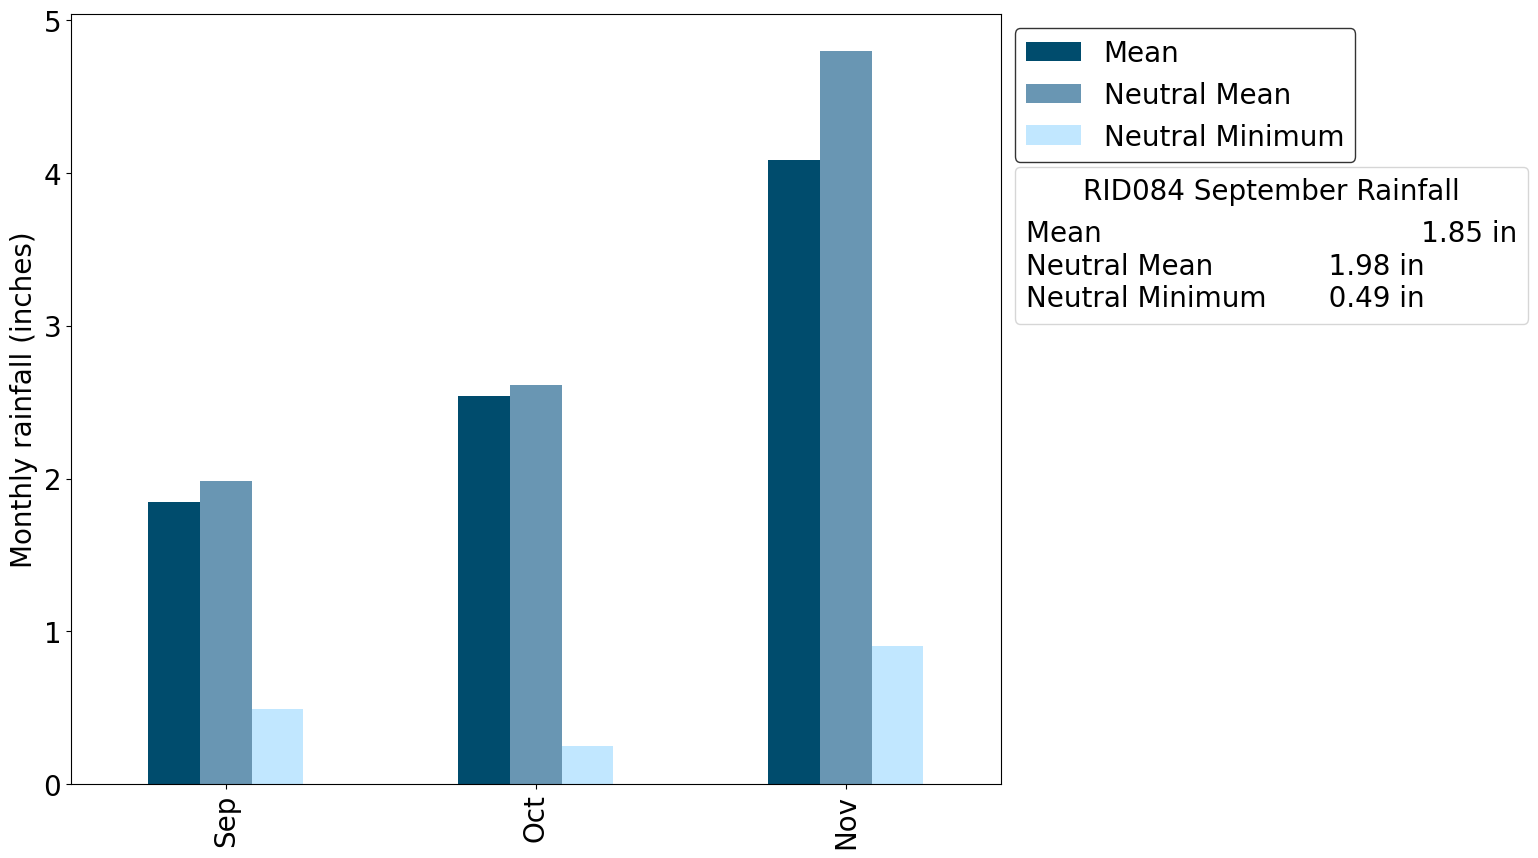 5
4
3
2
1
0
Monthly rainfall (inches)
Sep
Oct
Nov
Mean
Neutral Mean
Neutral Minimum
RID084 September Rainfall
Mean 1.85 in
Neutral Mean 1.98 in
Neutral Minimum 0.49 in